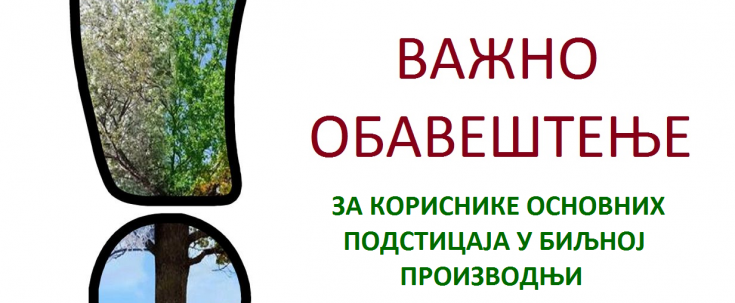 ВАЖНО
ОБАВЕШТЕЊЕ
ЗА КОРИСНИКЕ ОСНОВНИХ
ПОДСТИЦАЈА У БИЉНОЈ
ПРОИЗВОДЊИ